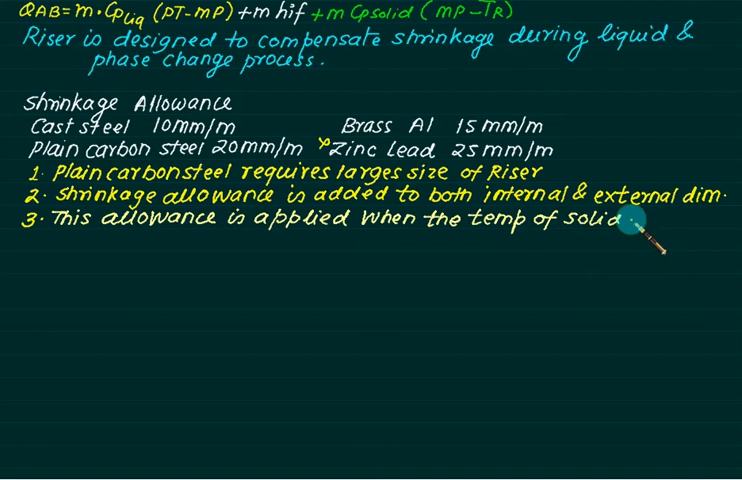 QAB = m·CpLiq (PT-MP) + m hif + m Cpsolid (MP-TR)
Riser is designed to compensate shrinkage during liquid &
phase change process.
Shrinkage Allowance
Cast steel 10mm/m Brass Al 15mm/m
Plain carbon steel 20mm/m Zinc Lead 25mm/m
1. Plain carbon steel requires larges size of Riser
2. Shrinkage allowance is added to both internal & external dim.
3. This allowance is applied when the temp of solid